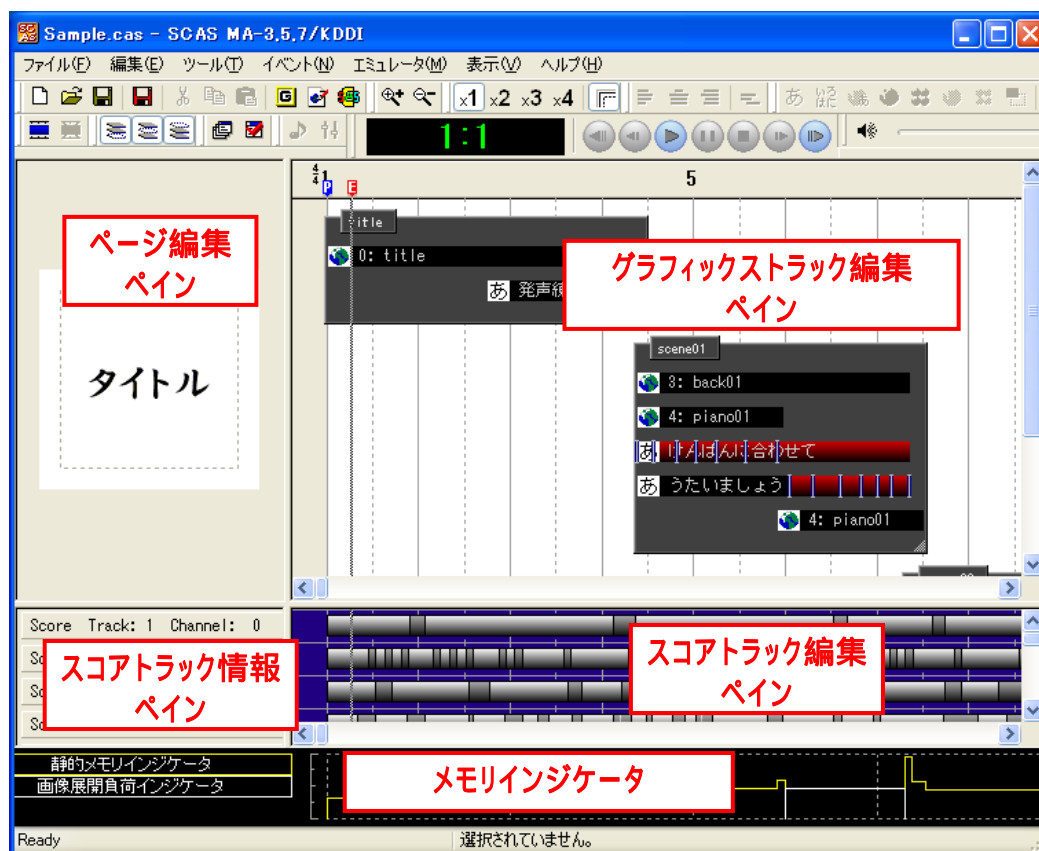 Sample.cas - SCAS MA-3,5,7/KDDI
ファイル(F) 編集(E) ツール(T) イベント(N) エミュレータ(M) 表示(V) ヘルプ(H)
x1 x2 x3 x4
1:1
4/4 1 5
P E
title
0: title
あ 発声
ページ編集
ペイン
グラフィックストラック編集
ペイン
タイトル
scene01
3: back01
4: piano01
あ けんばんに合わせて
あ うたいましょう
4: piano01
Score Track: 1 Channel: 0
スコアトラック情報
ペイン
スコアトラック編集
ペイン
静的メモリインジケータ
画像展開負荷インジケータ
メモリインジケータ
Ready 選択されていません。